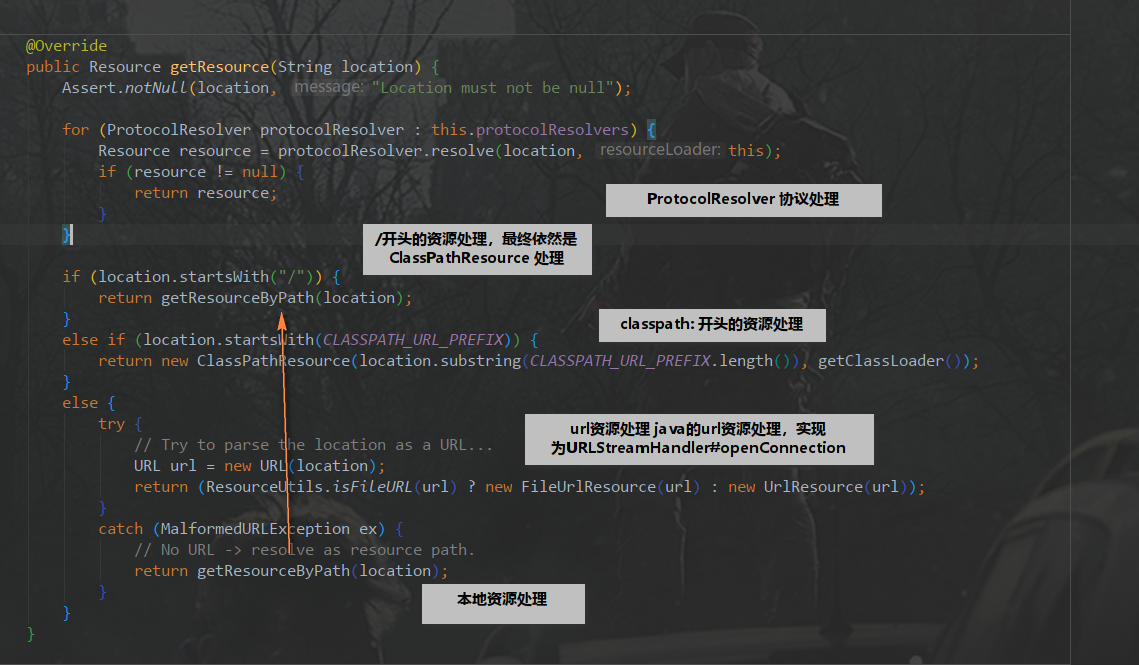 @Override
public Resource getResource(String location) {
Assert.notNull(location, message: "Location must not be null");
for (ProtocolResolver protocolResolver : this.protocolResolvers) {
Resource resource = protocolResolver.resolve(location, resourceLoader: this);
if (resource != null) {
return resource;
}
ProtocolResolver 协议处理
}
/开头的资源处理，最终依然是
ClassPathResource 处理
if (location.startsWith("/")) {
return getResourceByPath(location);
}
classpath: 开头的资源处理
else if (location.startsWith(CLASSPATH_URL_PREFIX)) {
return new ClassPathResource(location.substring(CLASSPATH_URL_PREFIX.length()), getClassLoader());
}
else {
try {
url资源处理 java的url资源处理，实现
为URLStreamHandler#openConnection
// Try to parse the location as a URL...
URL url = new URL(location);
return (ResourceUtils.isFileURL(url) ? new FileUrlResource(url) : new UrlResource(url));
}
catch (MalformedURLException ex) {
// No URL -> resolve as resource path.
return getResourceByPath(location);
}
本地资源处理
}
}